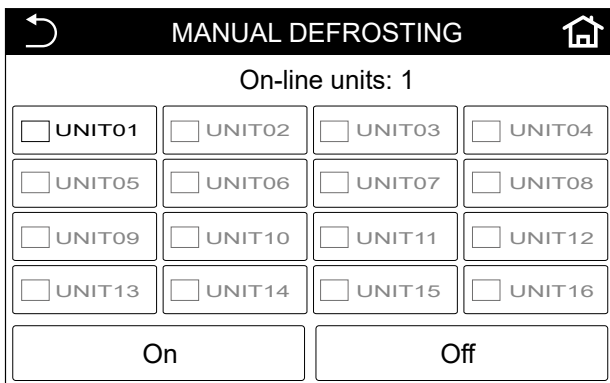 MANUAL DEFROSTING
On-line units: 1
UNIT01 UNIT02 UNIT03 UNIT04
UNIT05 UNIT06 UNIT07 UNIT08
UNIT09 UNIT10 UNIT11 UNIT12
UNIT13 UNIT14 UNIT15 UNIT16
On Off